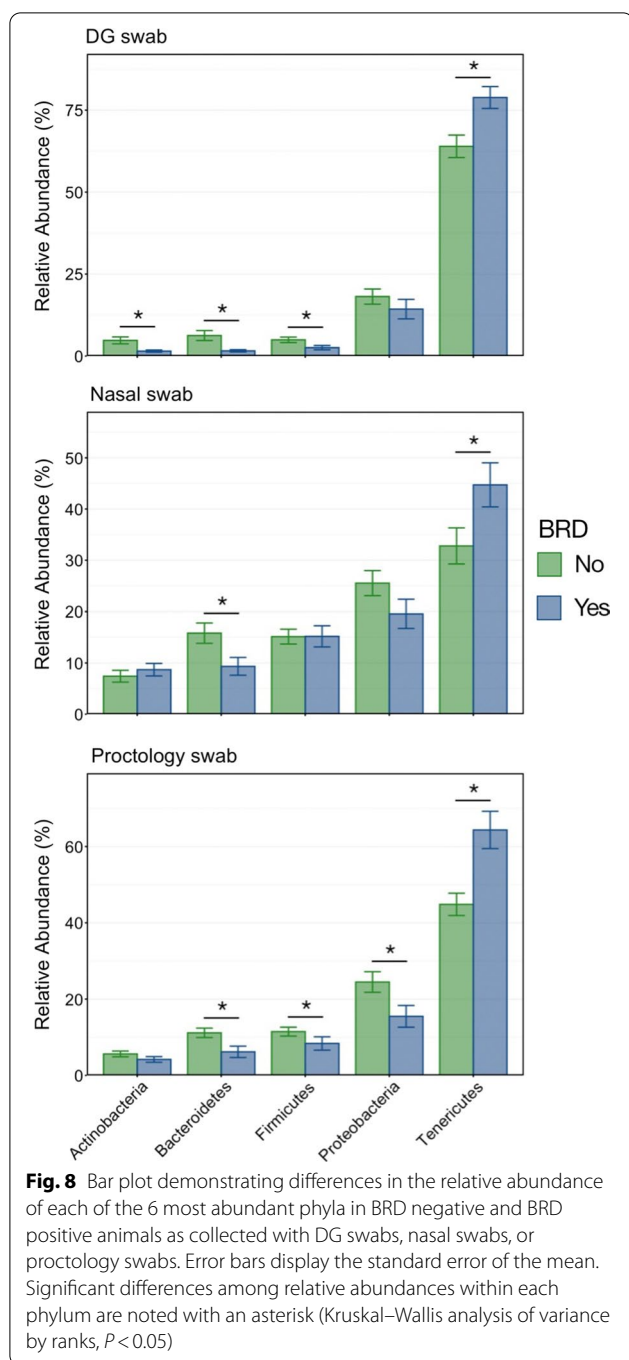 DG swab
Relative Abundance (%)
75
50
25
0
*
*
*
*
Nasal swab
Relative Abundance (%)
50
40
30
20
10
0
*
*
BRD
No
Yes
Proctology swab
Relative Abundance (%)
60
40
20
0
*
*
*
*
Actinobacteria
Bacteroidetes
Firmicutes
Proteobacteria
Tenericutes
Fig. 8 Bar plot demonstrating differences in the relative abundance
of each of the 6 most abundant phyla in BRD negative and BRD
positive animals as collected with DG swabs, nasal swabs, or
proctology swabs. Error bars display the standard error of the mean.
Significant differences among relative abundances within each
phylum are noted with an asterisk (Kruskal–Wallis analysis of variance
by ranks, P < 0.05)